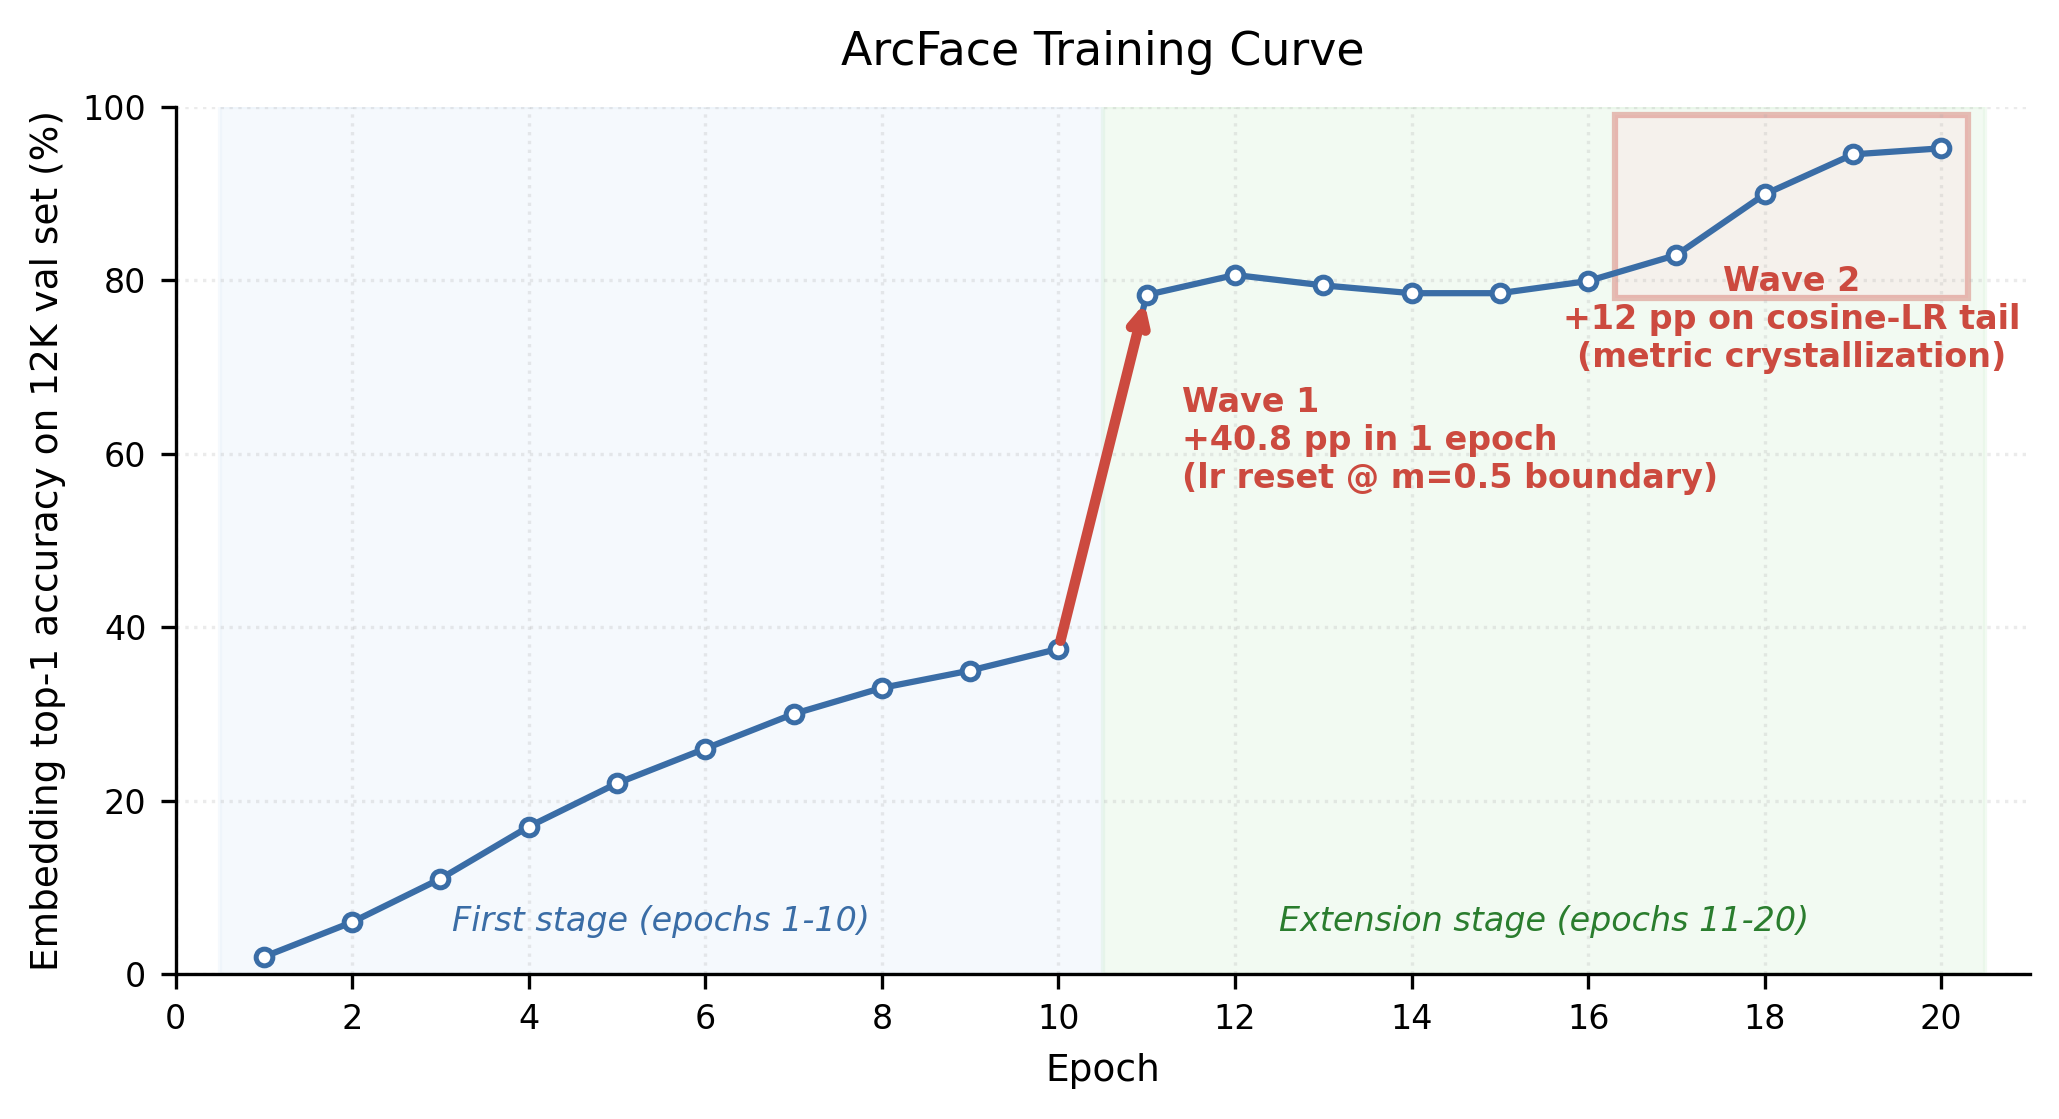 ArcFace Training Curve
Embedding top-1 accuracy on 12K val set (%)
100
80
60
40
20
0
Wave 2
+12 pp on cosine-LR tail
(metric crystallization)
Wave 1
+40.8 pp in 1 epoch
(lr reset @ m=0.5 boundary)
First stage (epochs 1-10)
Extension stage (epochs 11-20)
0 2 4 6 8 10 12 14 16 18 20
Epoch